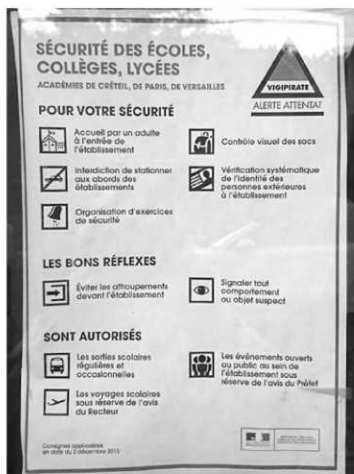 SÉCURITÉ DES ÉCOLES,
COLLÈGES, LYCÉES
ACADÉMIES DE CRÉTEIL, DE PARIS, DE VERSAILLES
VIGIPIRATE
ALERTE ATTENTAT
POUR VOTRE SÉCURITÉ
Accueil par un adulte
à l'entrée de
l'établissement
Contrôle visuel des sacs
Interdiction de stationner
aux abords des
établissements
Vérification systématique
de l'identité des
personnes extérieures
à l'établissement
Organisation d'exercices
de sécurité
LES BONS RÉFLEXES
Éviter les attroupements
devant l'établissement
Signaler tout
comportement
ou objet suspect
SONT AUTORISÉS
Les sorties scolaires
régulières et
occasionnelles
Les événements ouverts
au public au sein de
l'établissement sous
réserve de l'avis du Préfet
Les voyages scolaires
sous réserve de l'avis
du Recteur
Consignes applicables
en date du 2 décembre 2015